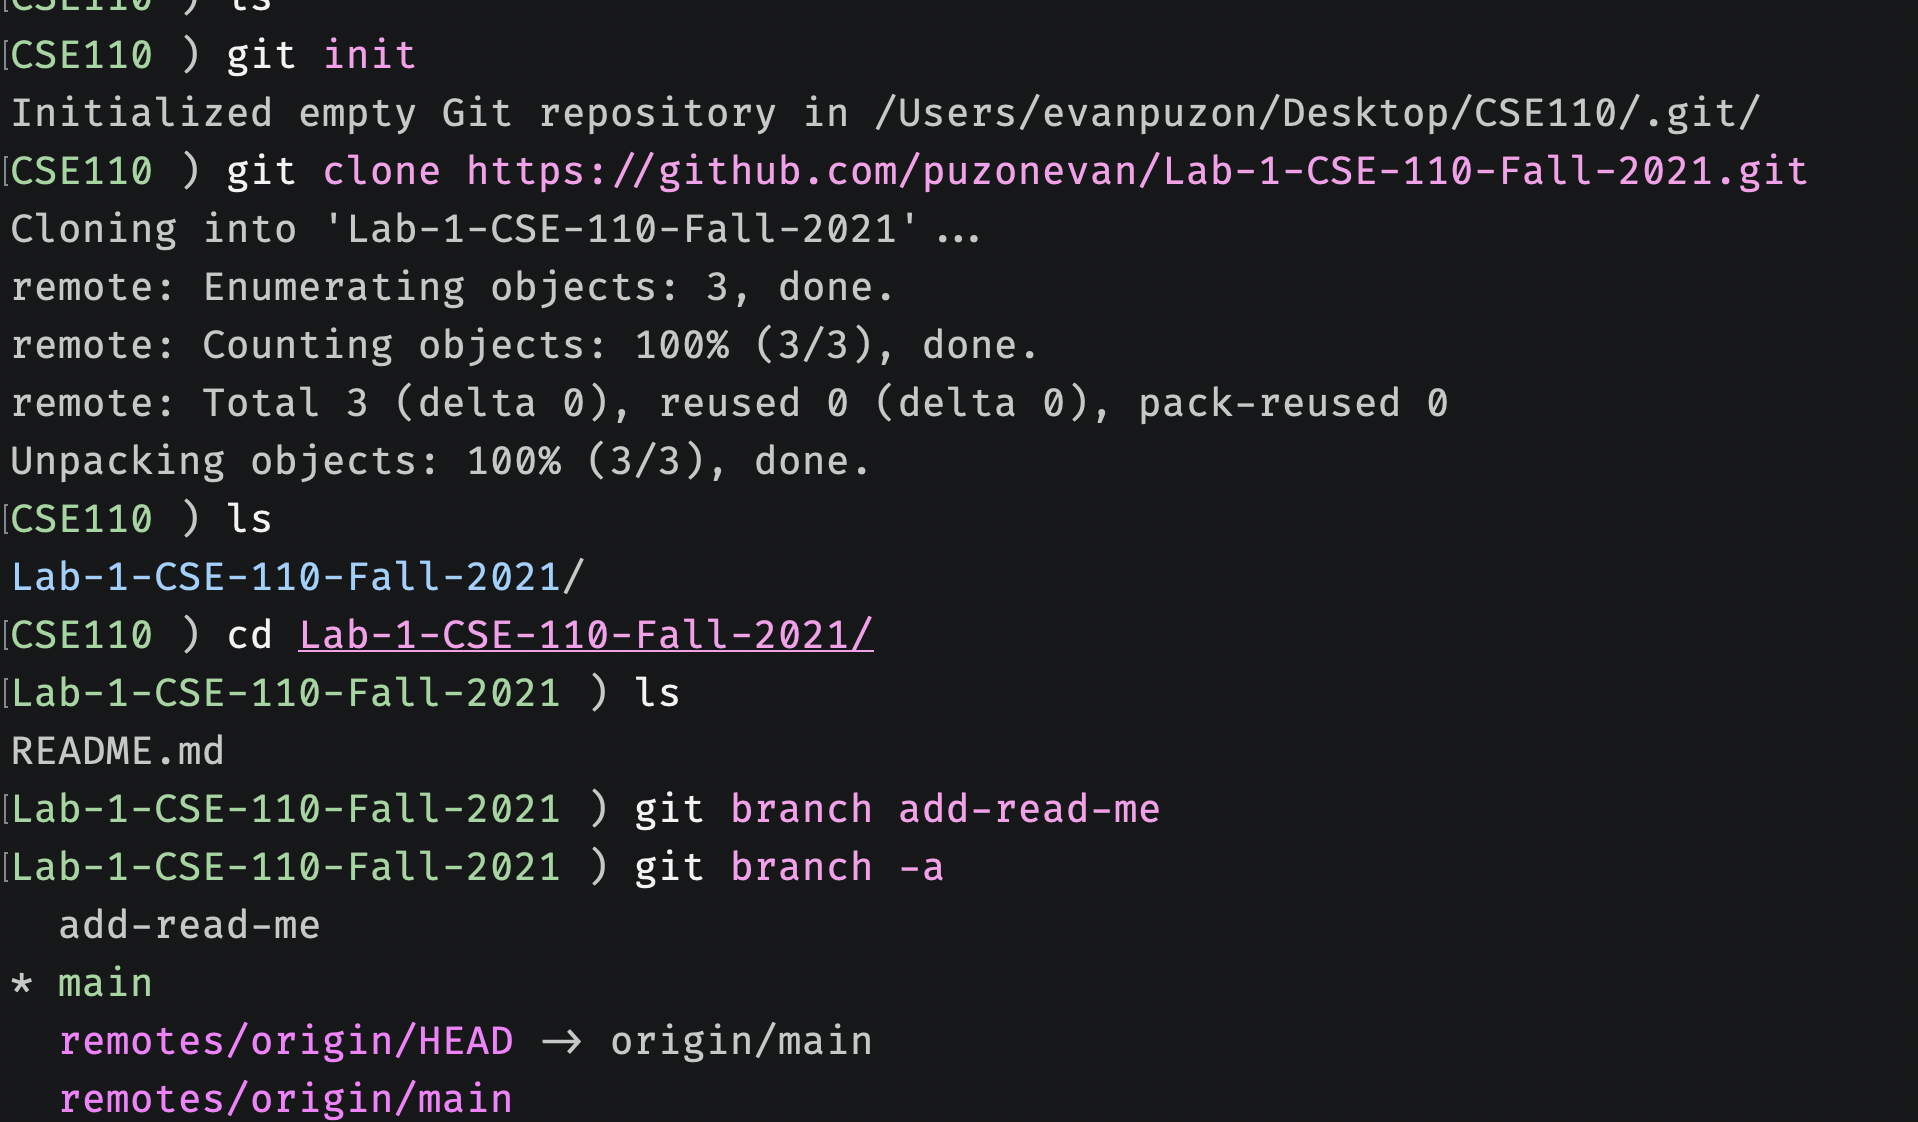 [CSE110 ) ls
[CSE110 ) git init
Initialized empty Git repository in /Users/evanpuzon/Desktop/CSE110/.git/
[CSE110 ) git clone https://github.com/puzonevan/Lab-1-CSE-110-Fall-2021.git
Cloning into 'Lab-1-CSE-110-Fall-2021'...
remote: Enumerating objects: 3, done.
remote: Counting objects: 100% (3/3), done.
remote: Total 3 (delta 0), reused 0 (delta 0), pack-reused 0
Unpacking objects: 100% (3/3), done.
[CSE110 ) ls
Lab-1-CSE-110-Fall-2021/
[CSE110 ) cd Lab-1-CSE-110-Fall-2021/
[Lab-1-CSE-110-Fall-2021 ) ls
README.md
[Lab-1-CSE-110-Fall-2021 ) git branch add-read-me
[Lab-1-CSE-110-Fall-2021 ) git branch -a
  add-read-me
* main
  remotes/origin/HEAD -> origin/main
  remotes/origin/main